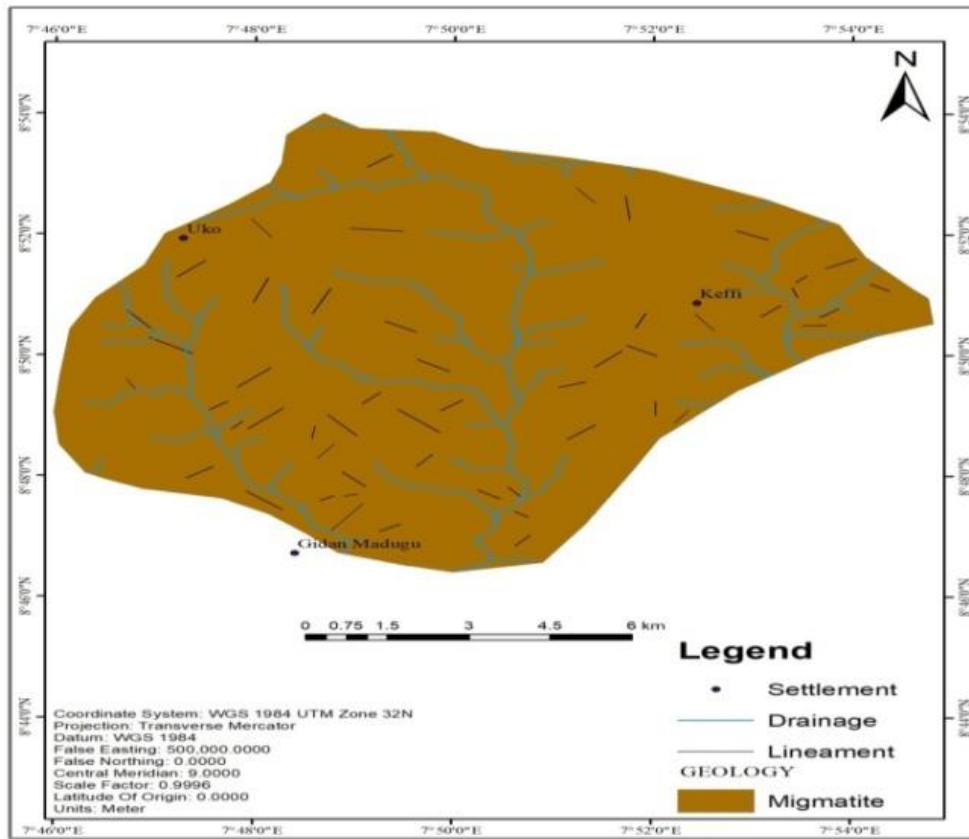 7°46'0"E 7°48'0"E 7°50'0"E 7°52'0"E 7°54'0"E
N
Uko
Keffi
Gidan Madugu
0 0.75 1.5 3 4.5 6 km
Legend
Settlement
Drainage
Lineament
GEOLOGY
Migmatite
Coordinate System: WGS 1984 UTM Zone 32N
Projection: Transverse Mercator
Datum: WGS 1984
False Easting: 500,000.0000
False Northing: 0.0000
Central Meridian: 9.0000
Scale Factor: 0.9996
Latitude Of Origin: 0.0000
Units: Meter
7°46'0"E 7°48'0"E 7°50'0"E 7°52'0"E 7°54'0"E